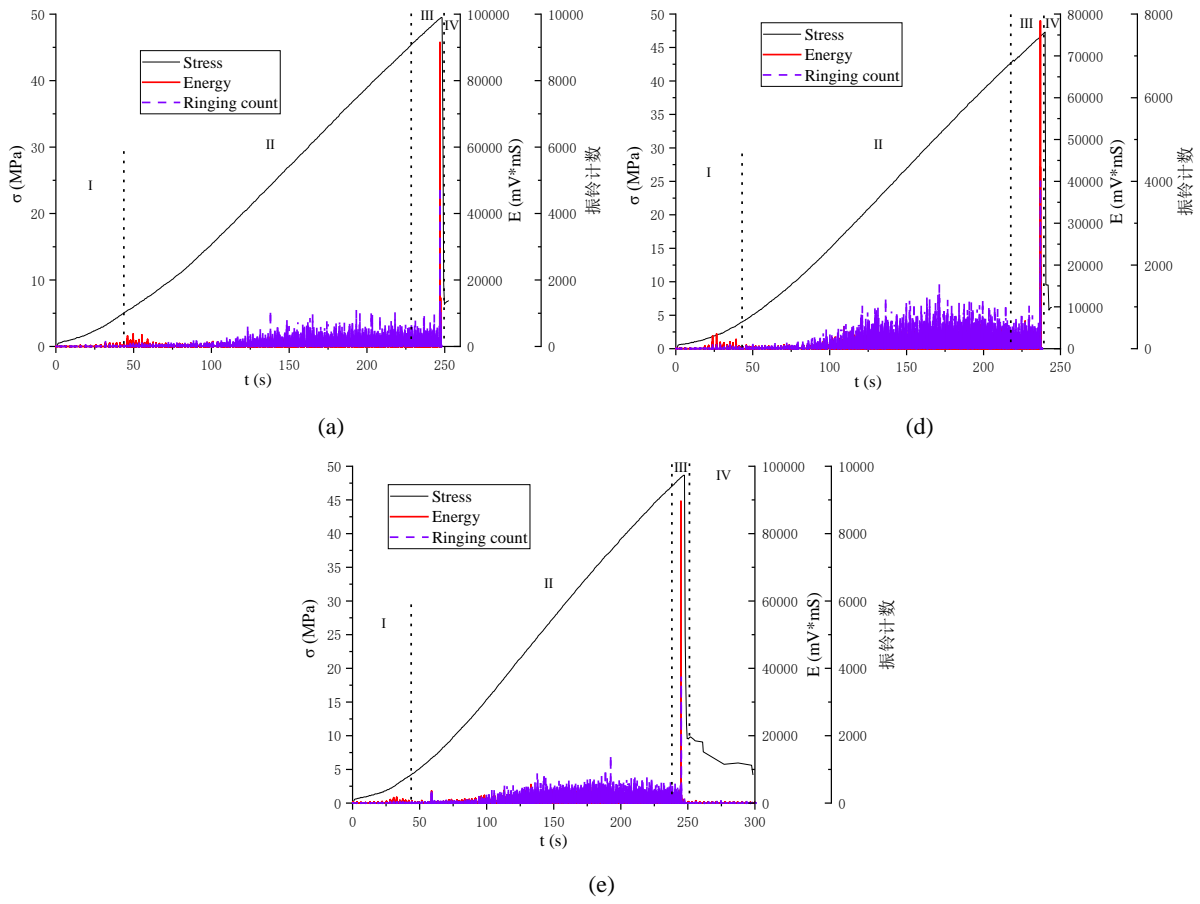 III
IV
50
45
40
35
30
25
20
15
10
5
0
σ (MPa)
Stress
Energy
Ringing count
I
II
0
50
100
150
200
250
t (s)
100000
80000
60000
40000
20000
0
E (mV*mS)
10000
8000
6000
4000
2000
0
振铃计数
(a)
III
IV
50
45
40
35
30
25
20
15
10
5
0
σ (MPa)
Stress
Energy
Ringing count
I
II
0
50
100
150
200
250
t (s)
80000
70000
60000
50000
40000
30000
20000
10000
0
E (mV*mS)
8000
6000
4000
2000
0
振铃计数
(d)
III
IV
50
45
40
35
30
25
20
15
10
5
0
σ (MPa)
Stress
Energy
Ringing count
I
II
0
50
100
150
200
250
300
t (s)
100000
80000
60000
40000
20000
0
E (mV*mS)
10000
8000
6000
4000
2000
0
振铃计数
(e)